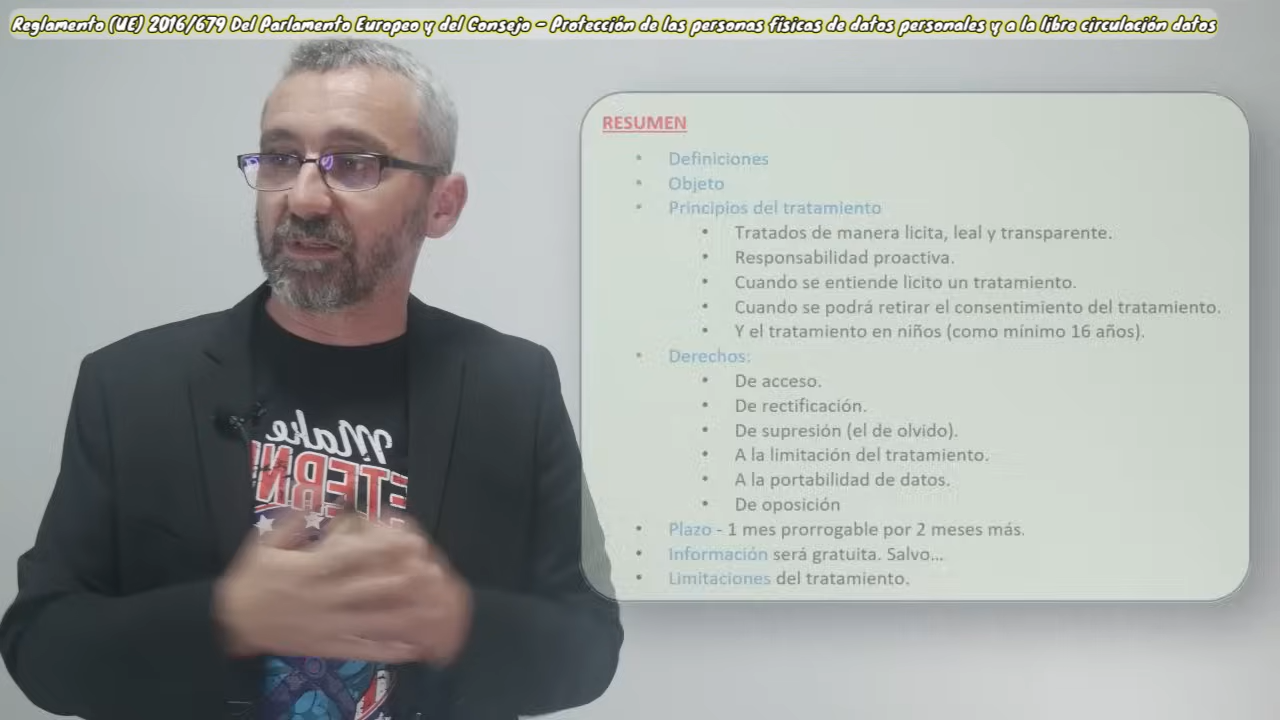 Reglamento (UE) 2016/679 Del Parlamento Europeo y del Consejo - Protección de las personas físicas de datos personales y a la libre circulación datos
RESUMEN
• Definiciones
• Objeto
• Principios del tratamiento
• Tratados de manera licita, leal y transparente.
• Responsabilidad proactiva.
• Cuando se entiende licito un tratamiento.
• Cuando se podrá retirar el consentimiento del tratamiento.
• Y el tratamiento en niños (como mínimo 16 años).
• Derechos:
• De acceso.
• De rectificación.
• De supresión (el de olvido).
• A la limitación del tratamiento.
• A la portabilidad de datos.
• De oposición
• Plazo - 1 mes prorrogable por 2 meses más.
• Información será gratuita. Salvo...
• Limitaciones del tratamiento.
Make
ETERN